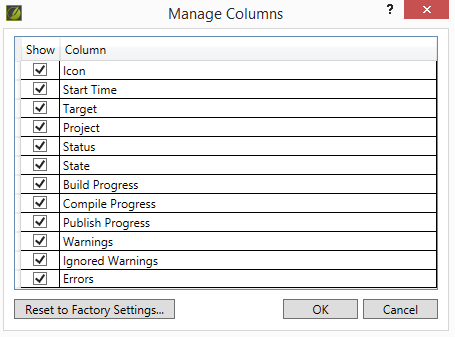 Manage Columns
?
Show Column
Icon
Start Time
Target
Project
Status
State
Build Progress
Compile Progress
Publish Progress
Warnings
Ignored Warnings
Errors
Reset to Factory Settings... OK Cancel